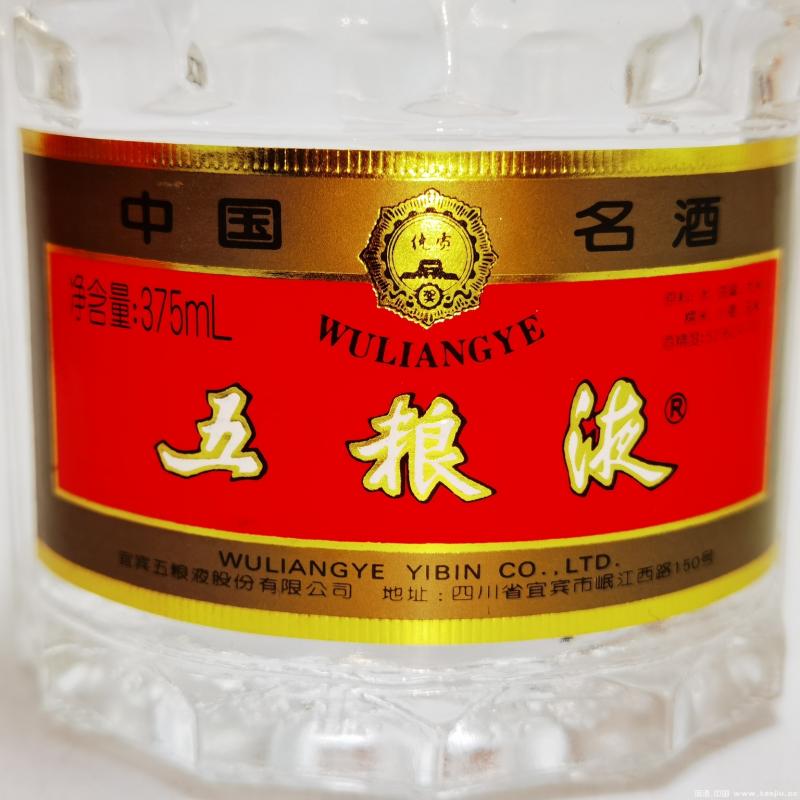 中国 名酒
优质
净含量:375mL
WULIANGYE
五粮液®
WULIANGYE YIBIN CO.,LTD.
宜宾五粮液股份有限公司 地址:四川省宜宾市岷江西路150号